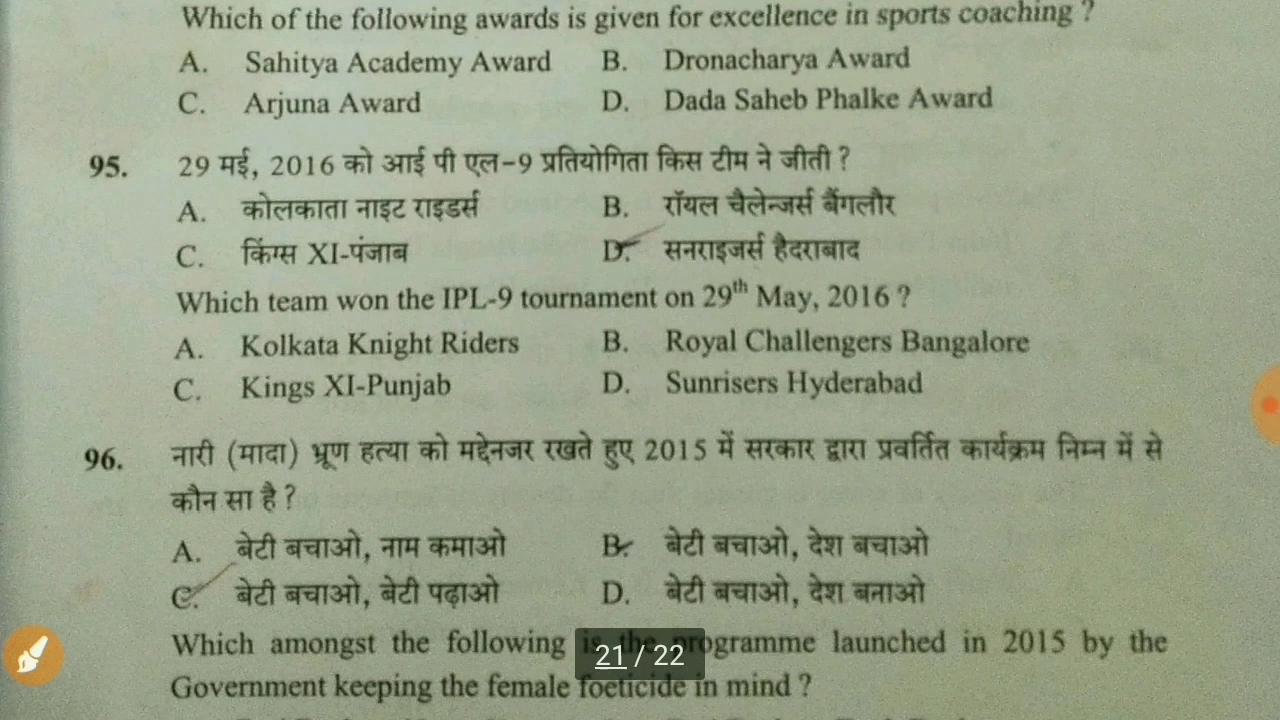 Which of the following awards is given for excellence in sports coaching ?
A. Sahitya Academy Award B. Dronacharya Award
C. Arjuna Award D. Dada Saheb Phalke Award
95. 29 मई, 2016 को आई पी एल-9 प्रतियोगिता किस टीम ने जीती ?
A. कोलकाता नाइट राइडर्स B. रॉयल चैलेन्जर्स बैंगलौर
C. किंग्स XI-पंजाब D. सनराइजर्स हैदराबाद
Which team won the IPL-9 tournament on 29th May, 2016 ?
A. Kolkata Knight Riders B. Royal Challengers Bangalore
C. Kings XI-Punjab D. Sunrisers Hyderabad
96. नारी (मादा) भ्रूण हत्या को मद्देनजर रखते हुए 2015 में सरकार द्वारा प्रवर्तित कार्यक्रम निम्न में से
कौन सा है ?
A. बेटी बचाओ, नाम कमाओ B. बेटी बचाओ, देश बचाओ
C. बेटी बचाओ, बेटी पढ़ाओ D. बेटी बचाओ, देश बनाओ
Which amongst the following is the programme launched in 2015 by the
21 / 22
Government keeping the female foeticide in mind ?